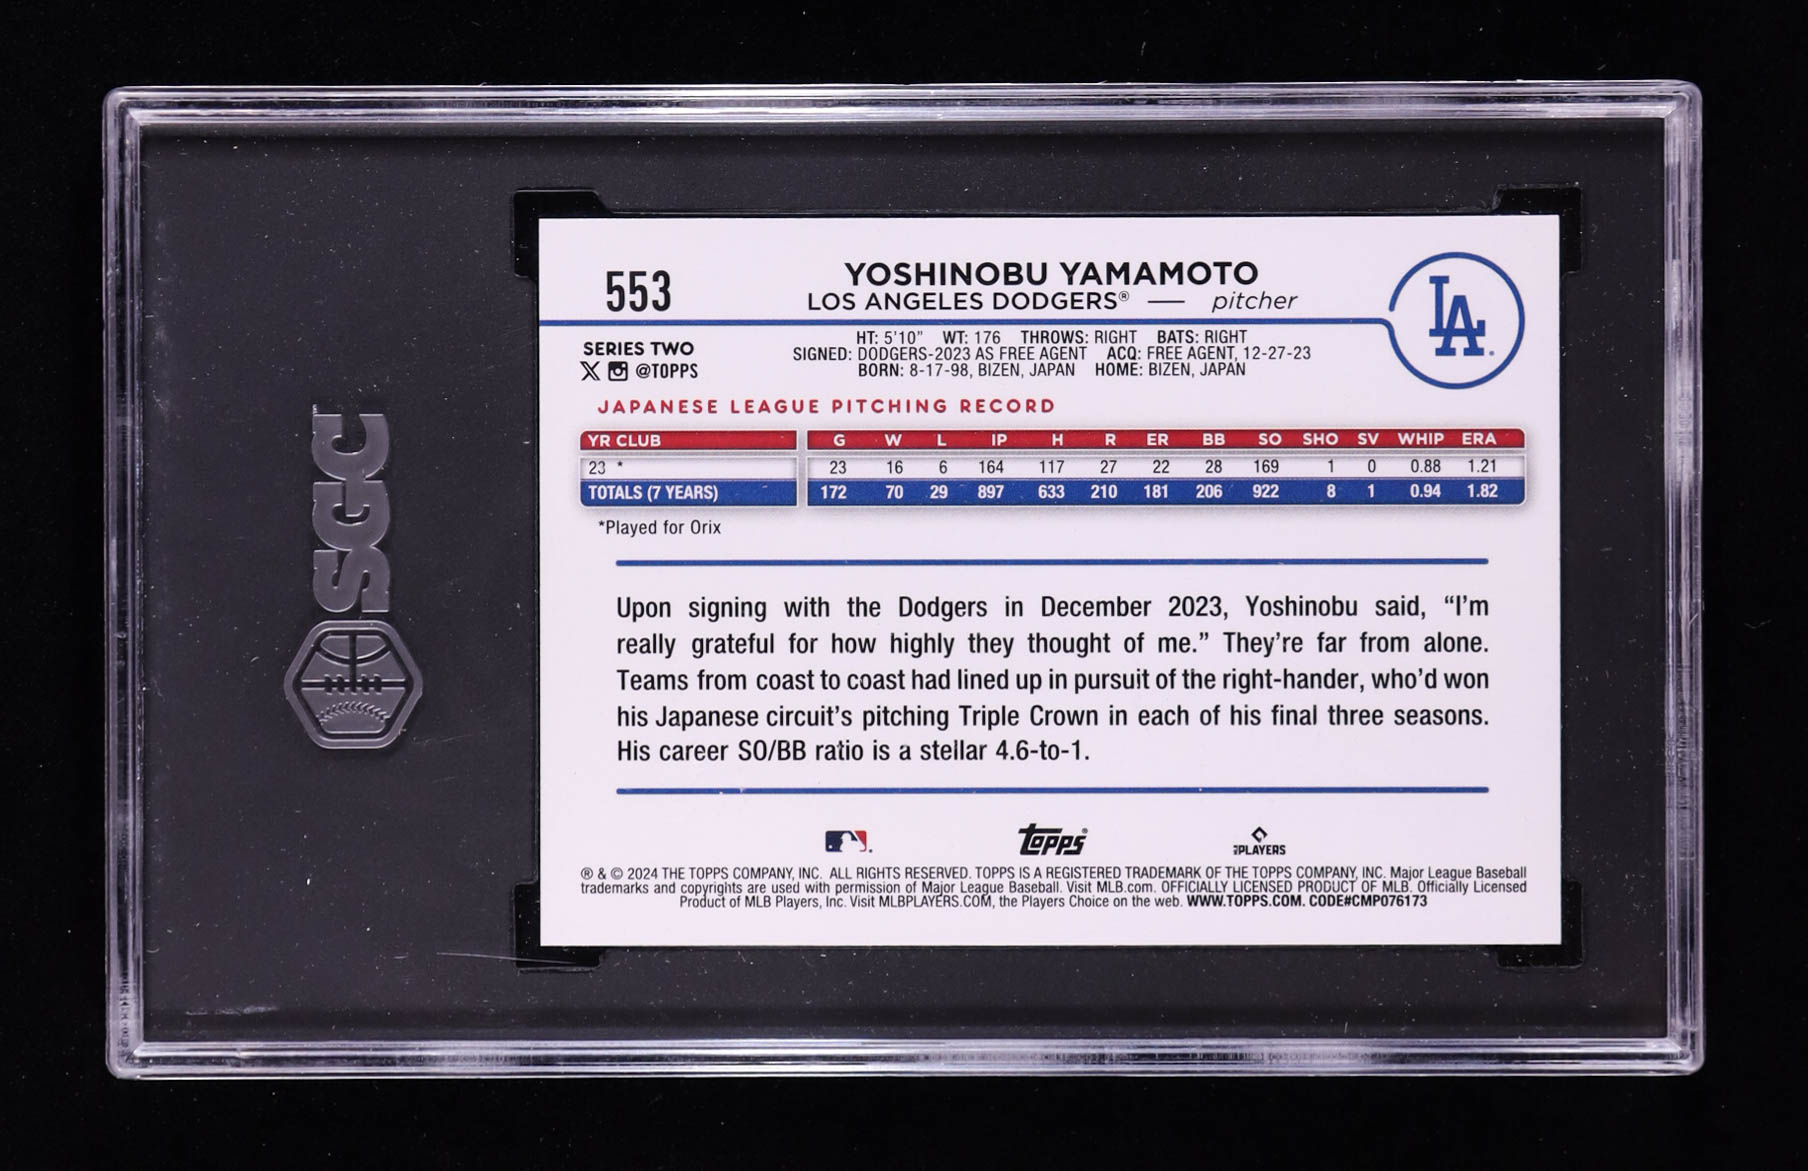 SGC
553
YOSHINOBU YAMAMOTO
LOS ANGELES DODGERS® — pitcher
LA
SERIES TWO
X @TOPPS
HT: 5'10" WT: 176 THROWS: RIGHT BATS: RIGHT
SIGNED: DODGERS-2023 AS FREE AGENT ACQ: FREE AGENT, 12-27-23
BORN: 8-17-98, BIZEN, JAPAN HOME: BIZEN, JAPAN
JAPANESE LEAGUE PITCHING RECORD
YR CLUB G W L IP H R ER BB SO SHO SV WHIP ERA
23 * 23 16 6 164 117 27 22 28 169 1 0 0.88 1.21
TOTALS (7 YEARS) 172 70 29 897 633 210 181 206 922 8 1 0.94 1.82
*Played for Orix
Upon signing with the Dodgers in December 2023, Yoshinobu said, “I’m
really grateful for how highly they thought of me.” They’re far from alone.
Teams from coast to coast had lined up in pursuit of the right-hander, who’d won
his Japanese circuit’s pitching Triple Crown in each of his final three seasons.
His career SO/BB ratio is a stellar 4.6-to-1.
TOPPS® MLBPLAYERS
® & © 2024 THE TOPPS COMPANY, INC. ALL RIGHTS RESERVED. TOPPS IS A REGISTERED TRADEMARK OF THE TOPPS COMPANY, INC. Major League Baseball
trademarks and copyrights are used with permission of Major League Baseball. Visit MLB.com. OFFICIALLY LICENSED PRODUCT OF MLB. Officially Licensed
Product of MLB Players, Inc. Visit MLBPLAYERS.COM, the Players Choice on the web. WWW.TOPPS.COM. CODE#CMP076173